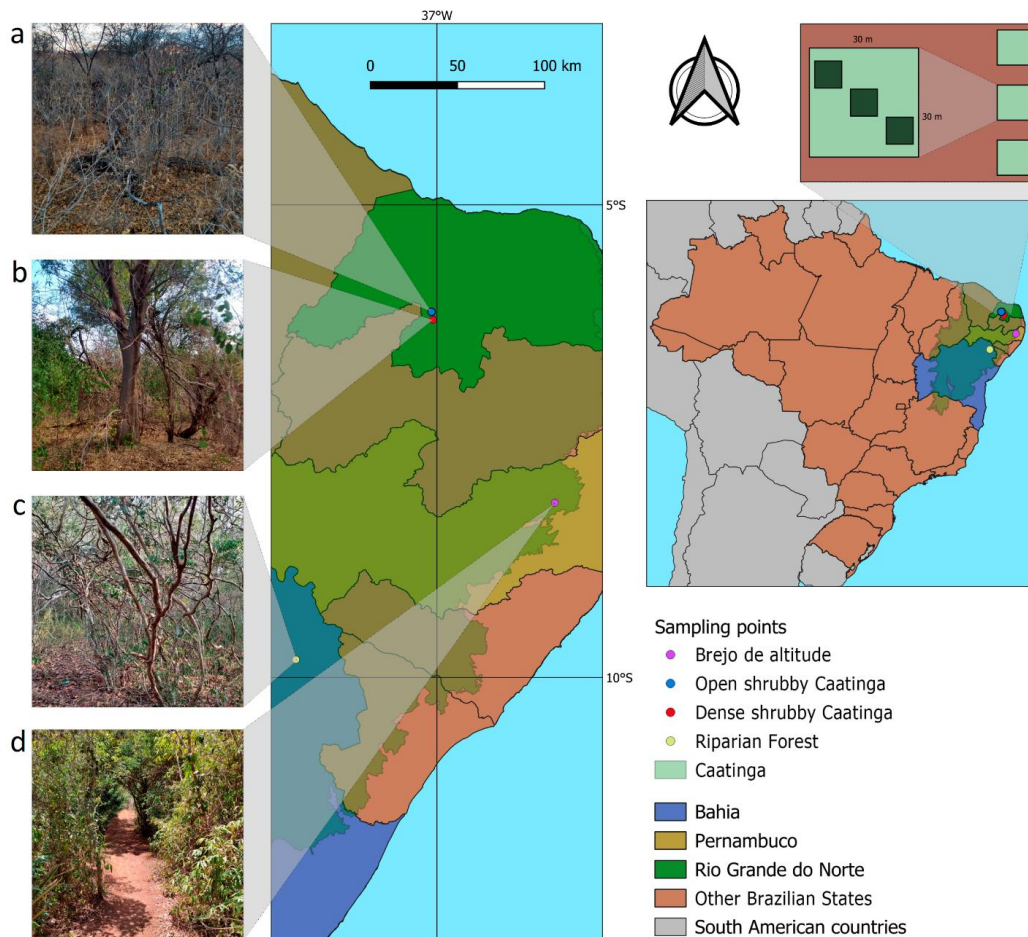 a
b
c
d
37°W
0 50 100 km
5°S
10°S
30 m
30 m
Sampling points
Brejo de altitude
Open shrubby Caatinga
Dense shrubby Caatinga
Riparian Forest
Caatinga
Bahia
Pernambuco
Rio Grande do Norte
Other Brazilian States
South American countries